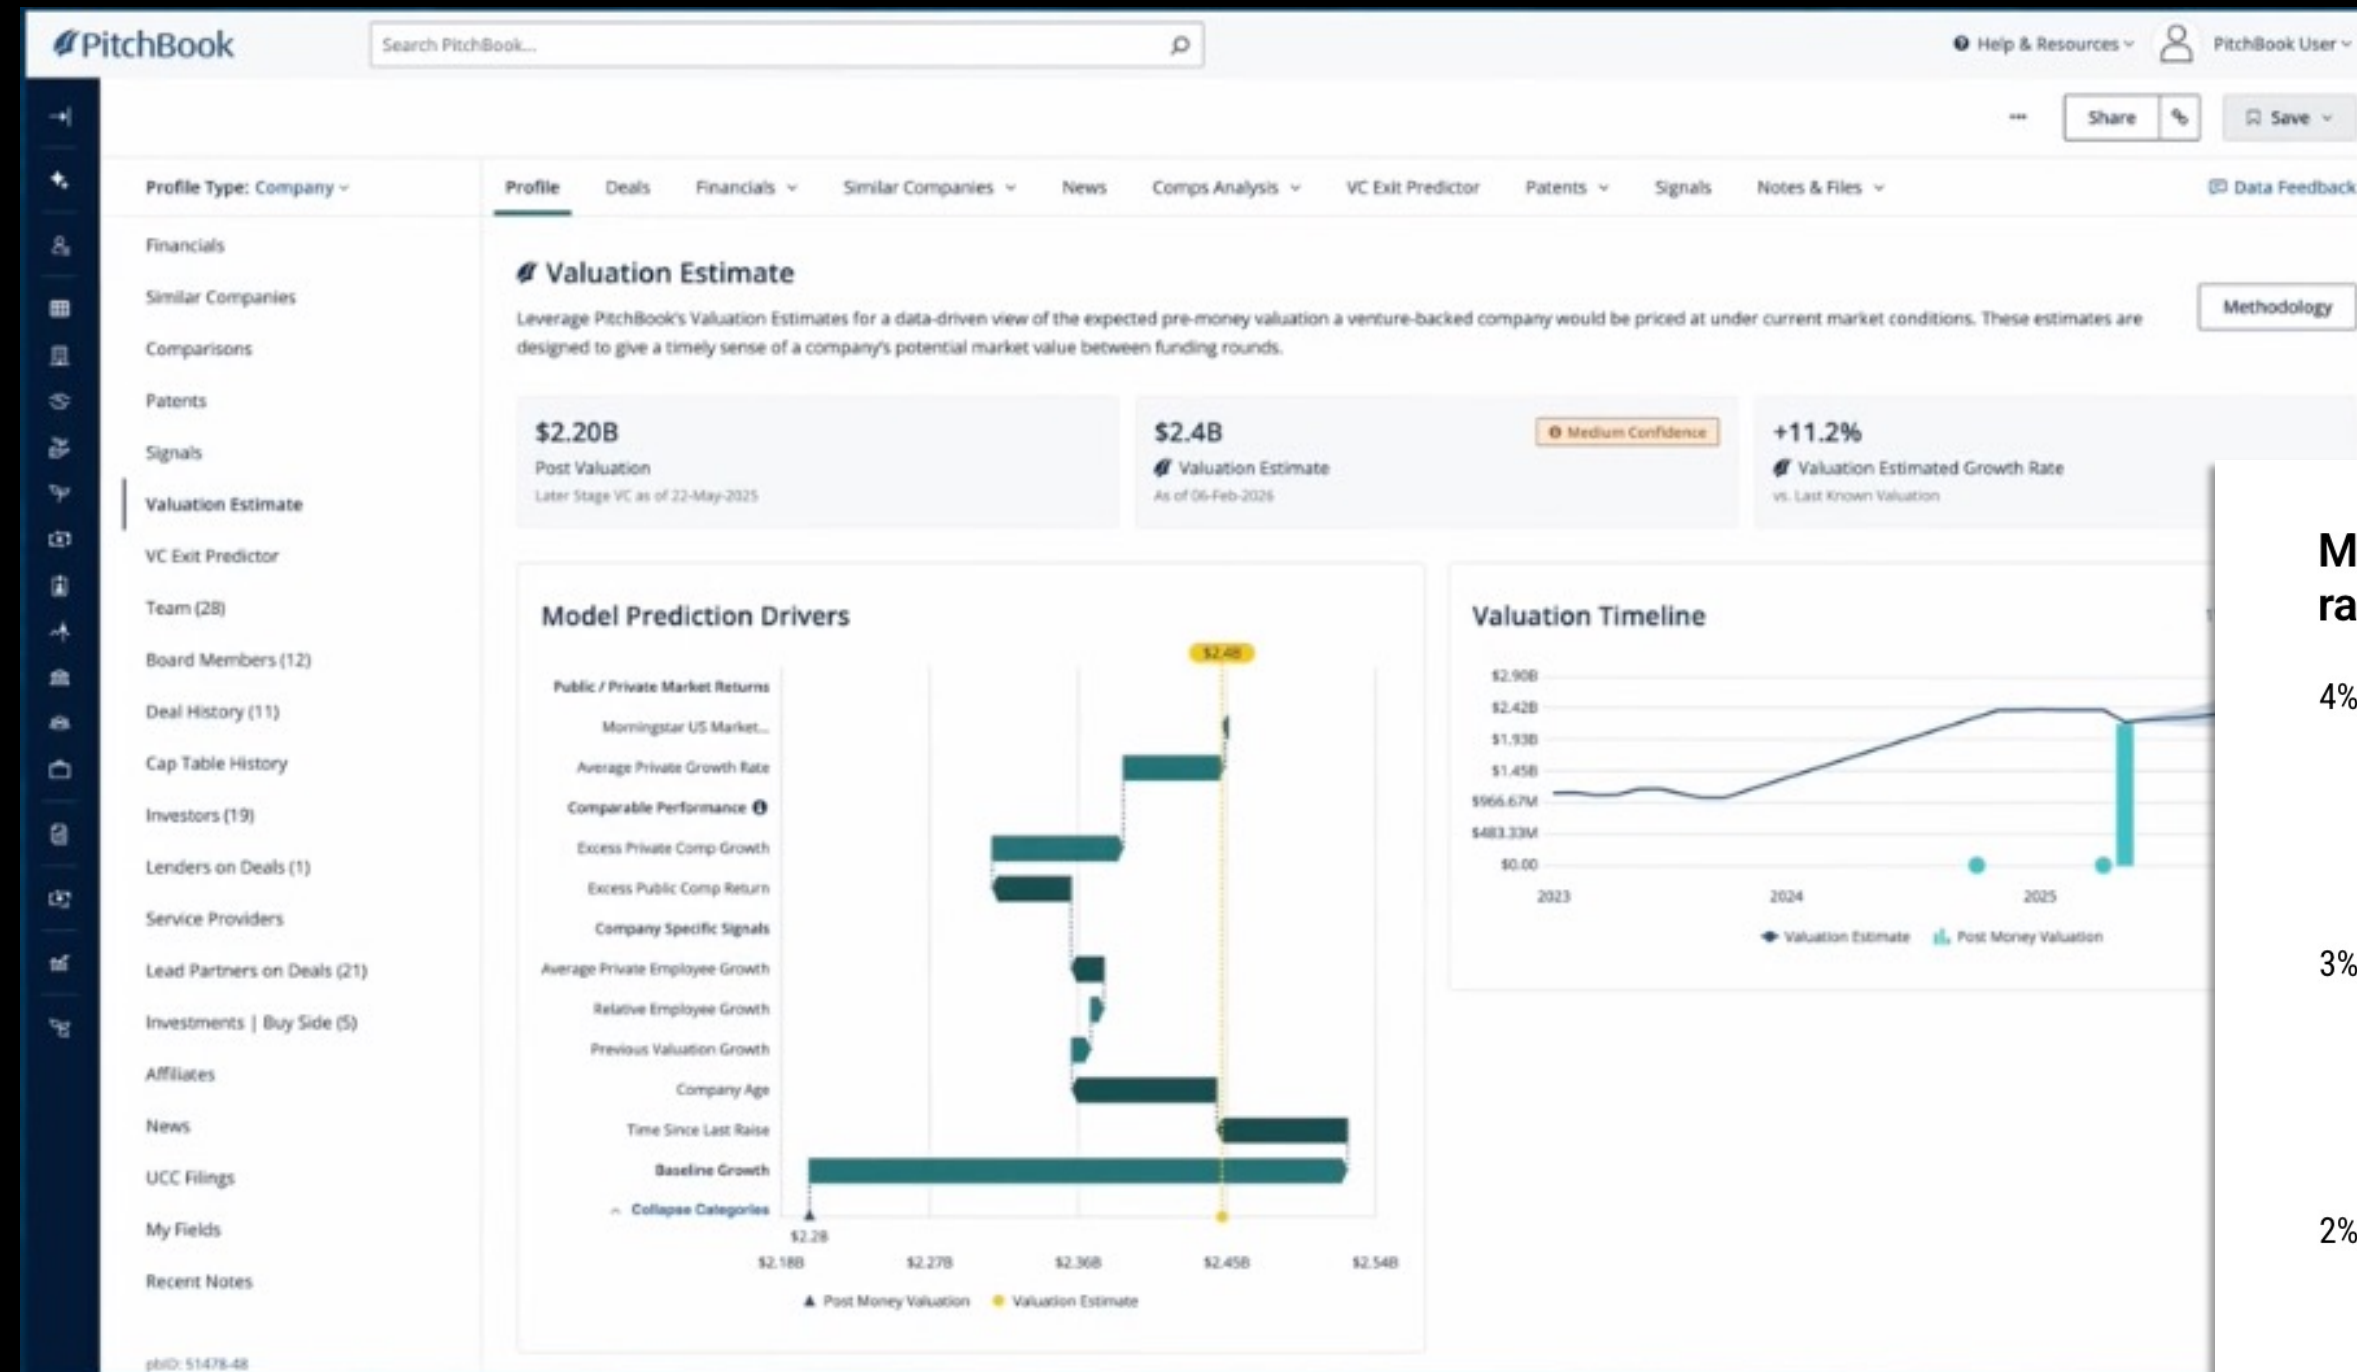 PitchBook
Search PitchBook...
Help & Resources
PitchBook User
Share
Save
Profile Type: Company
Profile
Deals
Financials
Similar Companies
News
Comps Analysis
VC Exit Predictor
Patents
Signals
Notes & Files
Data Feedback
Financials
Similar Companies
Comparisons
Patents
Signals
Valuation Estimate
VC Exit Predictor
Team (28)
Board Members (12)
Deal History (11)
Cap Table History
Investors (19)
Lenders on Deals (1)
Service Providers
Lead Partners on Deals (21)
Investments | Buy Side (5)
Affiliates
News
UCC Filings
My Fields
Recent Notes
pbID: 51478-48
Valuation Estimate
Methodology
Leverage PitchBook's Valuation Estimates for a data-driven view of the expected pre-money valuation a venture-backed company would be priced at under current market conditions. These estimates are
designed to give a timely sense of a company's potential market value between funding rounds.
$2.20B
Post Valuation
Later Stage VC as of 22-May-2025
$2.4B
Medium Confidence
Valuation Estimate
As of 06-Feb-2026
+11.2%
Valuation Estimated Growth Rate
vs. Last Known Valuation
Model Prediction Drivers
$2.4B
Public / Private Market Returns
Morningstar US Market...
Average Private Growth Rate
Comparable Performance
Excess Private Comp Growth
Excess Public Comp Return
Company Specific Signals
Average Private Employee Growth
Relative Employee Growth
Previous Valuation Growth
Company Age
Time Since Last Raise
Baseline Growth
Collapse Categories
$2.2B
$2.18B
$2.27B
$2.36B
$2.45B
$2.54B
Post Money Valuation
Valuation Estimate
Valuation Timeline
$2.90B
$2.42B
$1.93B
$1.45B
$966.67M
$483.33M
$0.00
2023
2024
2025
Valuation Estimate
Post Money Valuation
M
ra
4%
3%
2%